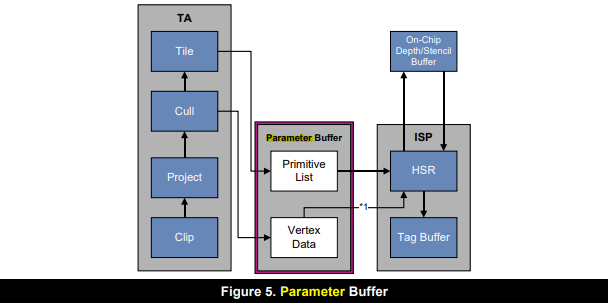 TA
Tile
Cull
Project
Clip
Parameter Buffer
Primitive
List
Vertex
Data
*1
On-Chip
Depth/Stencil
Buffer
ISP
HSR
Tag Buffer
Figure 5. Parameter Buffer